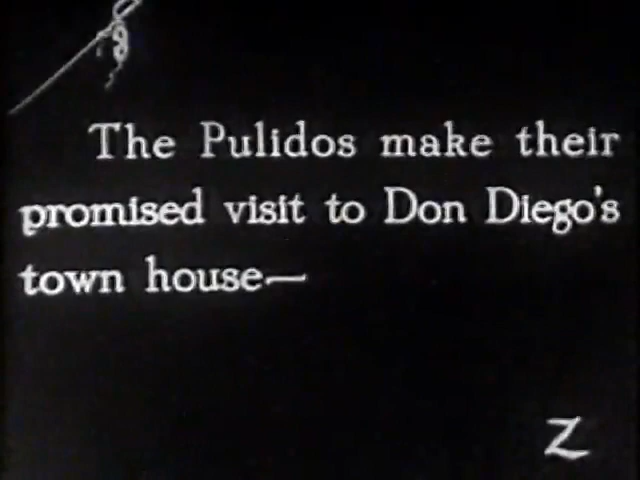 The Pulidos make their
promised visit to Don Diego's
town house—
Z